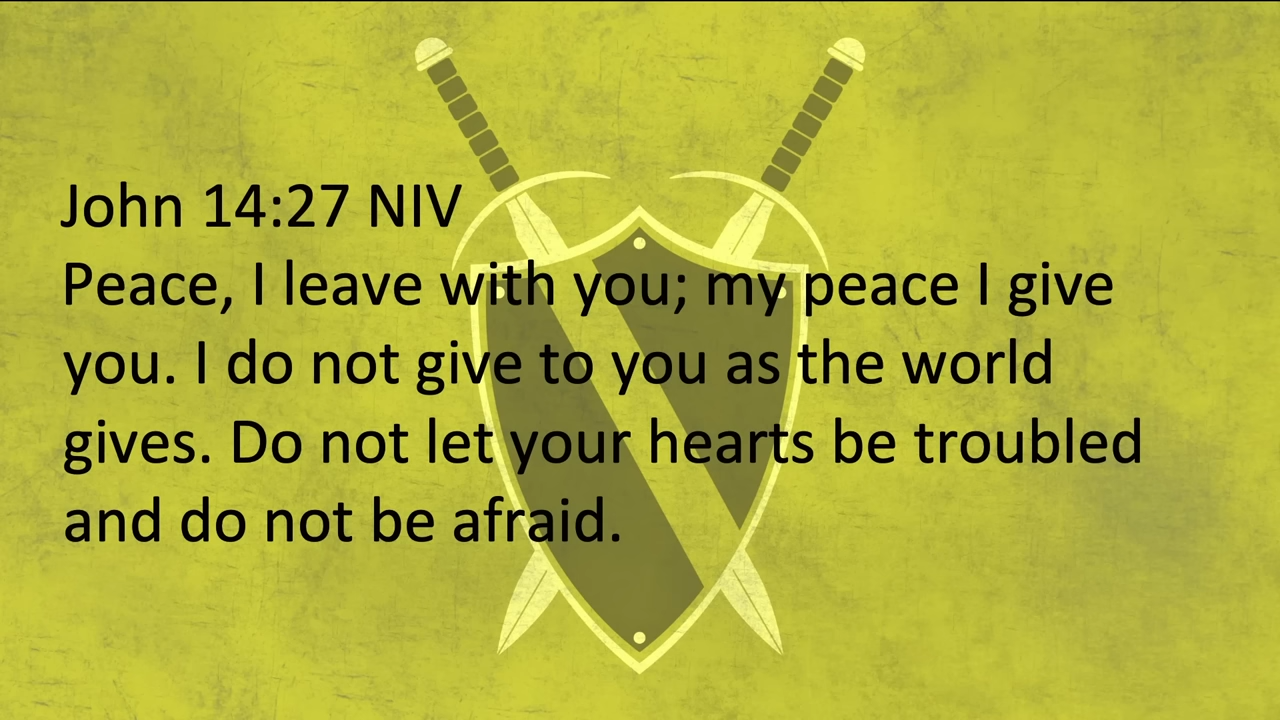 John 14:27 NIV
Peace, I leave with you; my peace I give
you. I do not give to you as the world
gives. Do not let your hearts be troubled
and do not be afraid.